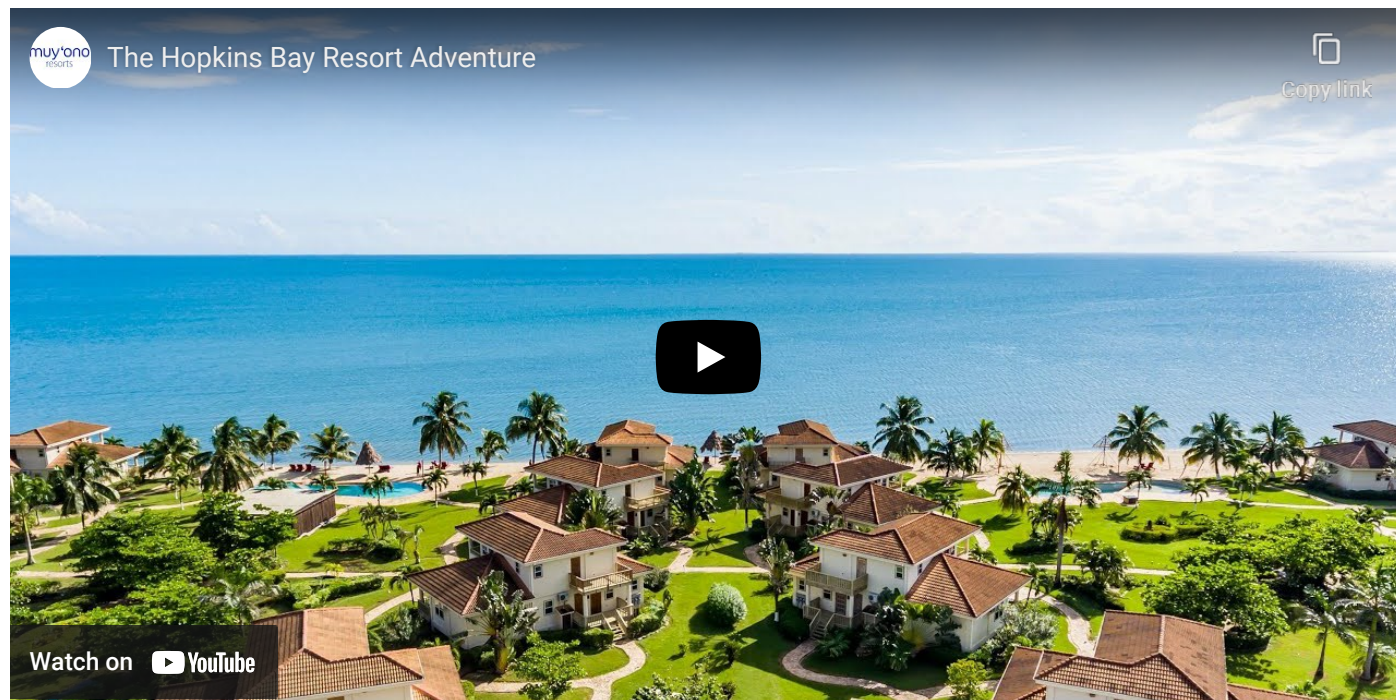 muy'ono
resorts
The Hopkins Bay Resort Adventure
Copy link
Watch on YouTube